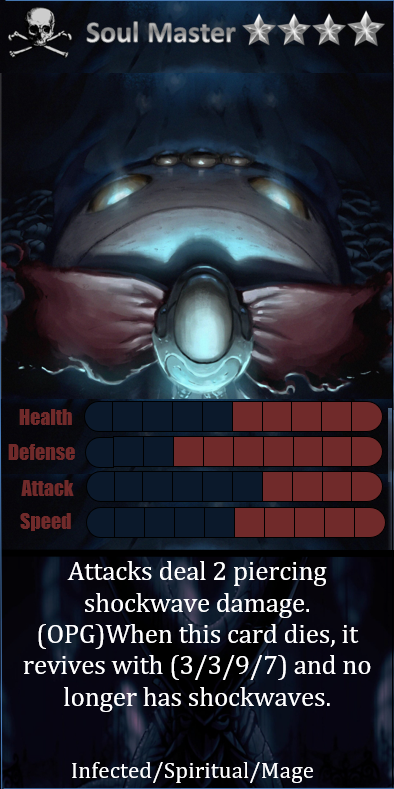 Soul Master
Health
Defense
Attack
Speed
Attacks deal 2 piercing
shockwave damage.
(OPG)When this card dies, it
revives with (3/3/9/7) and no
longer has shockwaves.
Infected/Spiritual/Mage